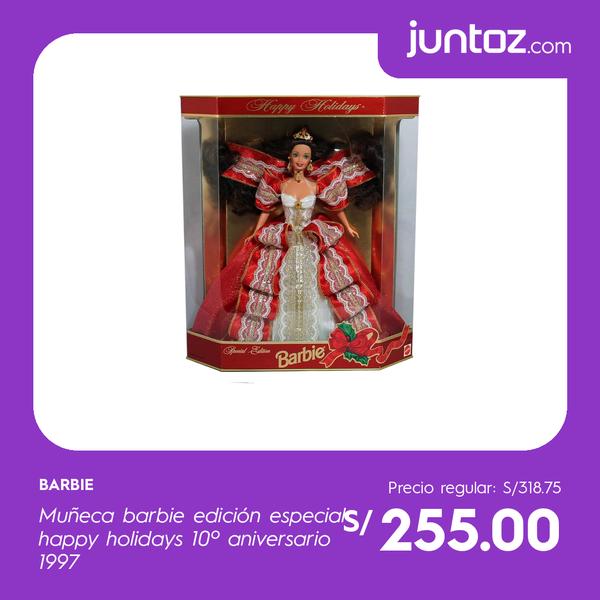 juntoz.com
Happy Holidays
Special Edition
Barbie
BARBIE
Muñeca barbie edición especial
happy holidays 10º aniversario
1997
Precio regular: S/318.75
S/ 255.00